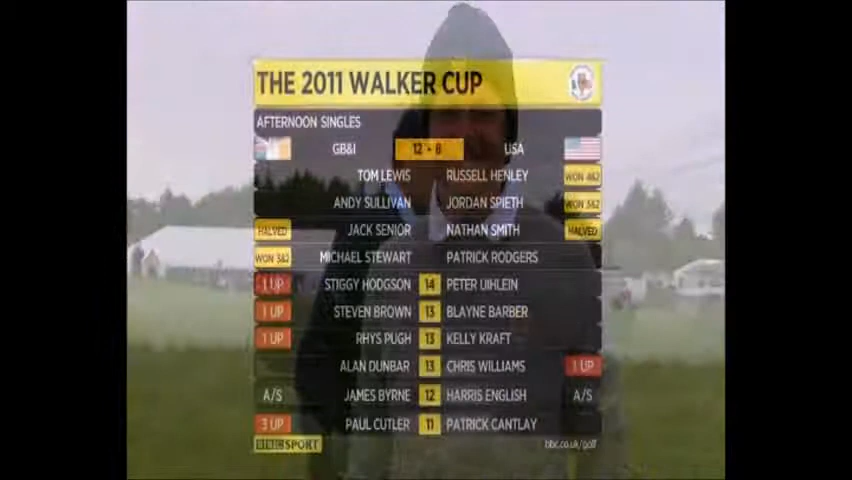 THE 2011 WALKER CUP
AFTERNOON SINGLES
GB&I 12 - 8 USA
TOM LEWIS RUSSELL HENLEY WON 4&2
ANDY SULLIVAN JORDAN SPIETH WON 3&2
HALVED JACK SENIOR NATHAN SMITH HALVED
WON 3&2 MICHAEL STEWART PATRICK RODGERS
1 UP STIGGY HODGSON 14 PETER UIHLEIN
1 UP STEVEN BROWN 13 BLAYNE BARBER
1 UP RHYS PUGH 13 KELLY KRAFT
ALAN DUNBAR 13 CHRIS WILLIAMS 1 UP
A/S JAMES BYRNE 12 HARRIS ENGLISH A/S
3 UP PAUL CUTLER 11 PATRICK CANTLAY
BBC SPORT bbc.co.uk/golf